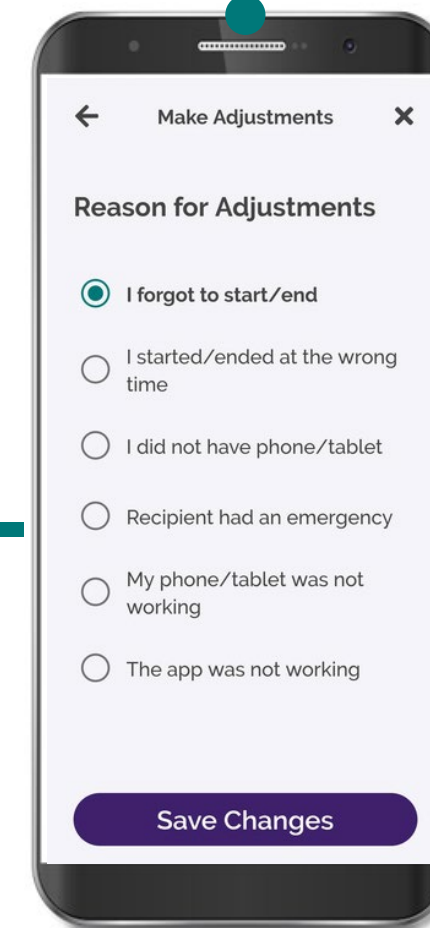 Make Adjustments
Reason for Adjustments
I forgot to start/end
I started/ended at the wrong
time
I did not have phone/tablet
Recipient had an emergency
My phone/tablet was not
working
The app was not working
Save Changes